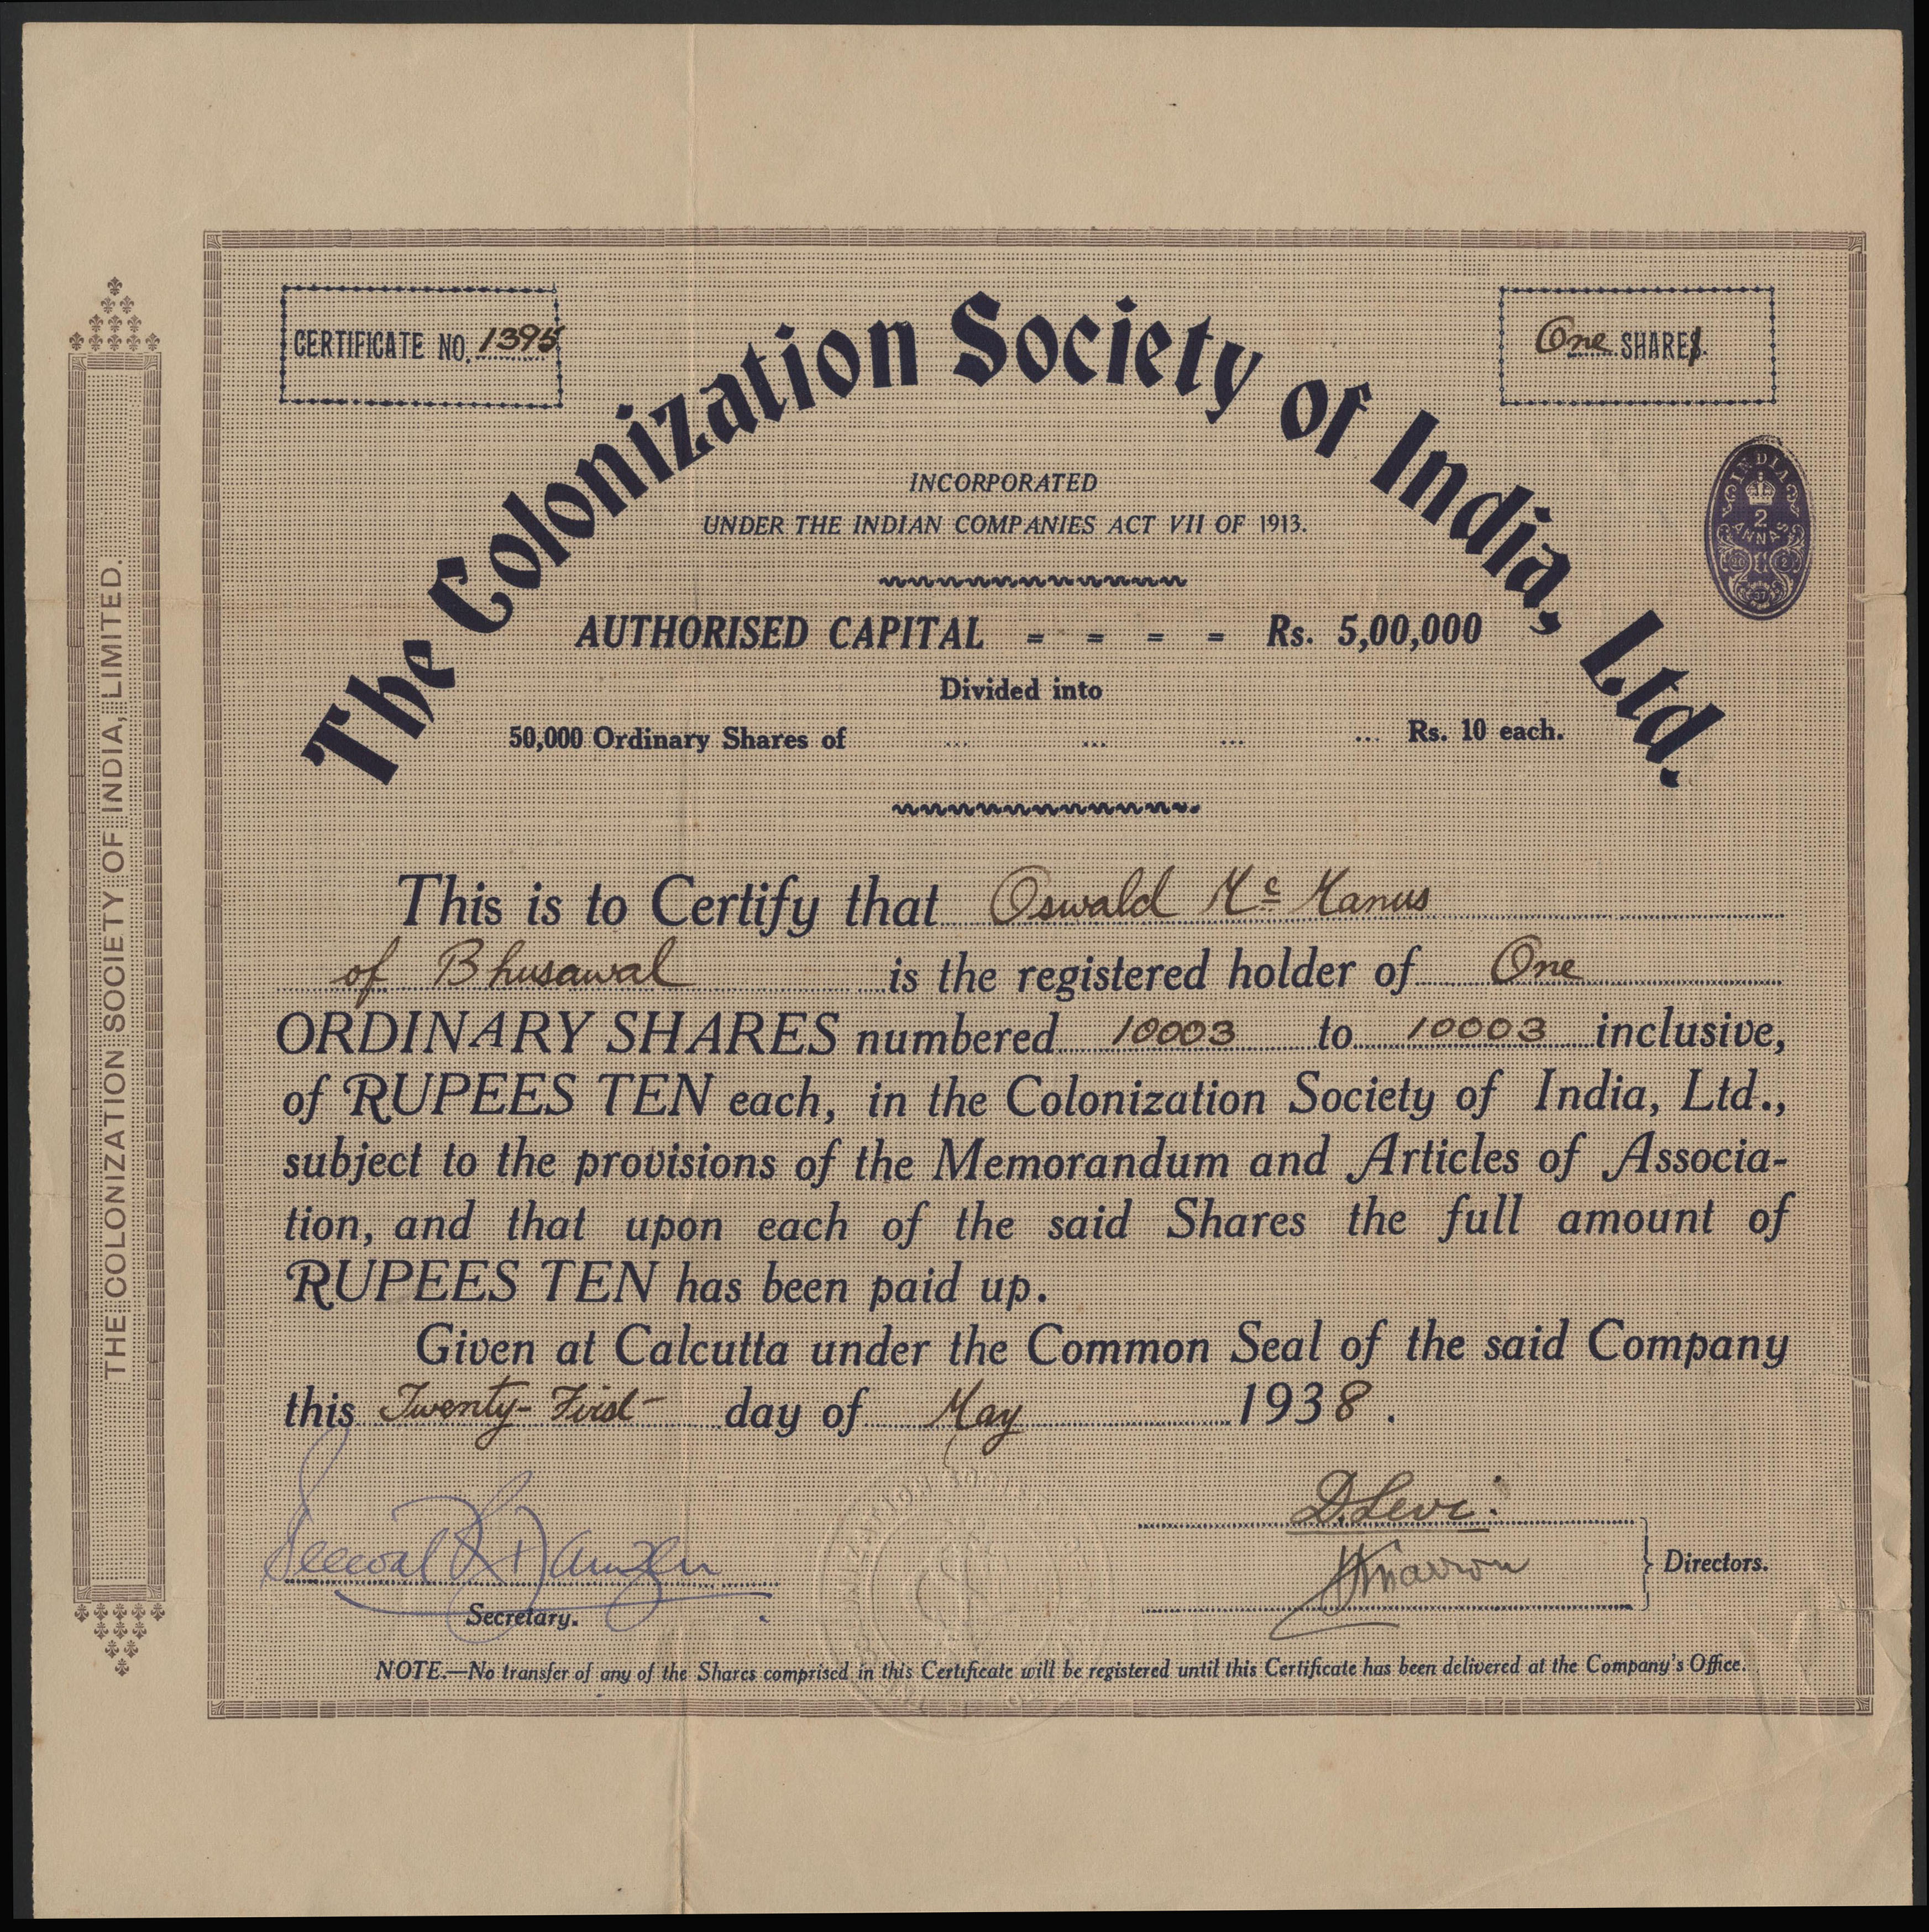 CERTIFICATE NO. 1395
One SHARES.
The Colonization Society of India, Ltd.
INDIA
2
ANNAS
INCORPORATED
UNDER THE INDIAN COMPANIES ACT VII OF 1913.
AUTHORISED CAPITAL - - - - Rs. 5,00,000
Divided into
50,000 Ordinary Shares of ... ... ... ... Rs. 10 each.
This is to Certify that Oswald Mc Manus
of Bhusawal is the registered holder of One
ORDINARY SHARES numbered 10003 to 10003 inclusive,
of RUPEES TEN each, in the Colonization Society of India, Ltd.,
subject to the provisions of the Memorandum and Articles of Associa-
tion, and that upon each of the said Shares the full amount of
RUPEES TEN has been paid up.
Given at Calcutta under the Common Seal of the said Company
this Twenty-First day of May 1938.
D. Levi
Directors.
Secretary.
NOTE.—No transfer of any of the Shares comprised in this Certificate will be registered until this Certificate has been delivered at the Company's Office.
THE COLONIZATION SOCIETY OF INDIA, LIMITED.